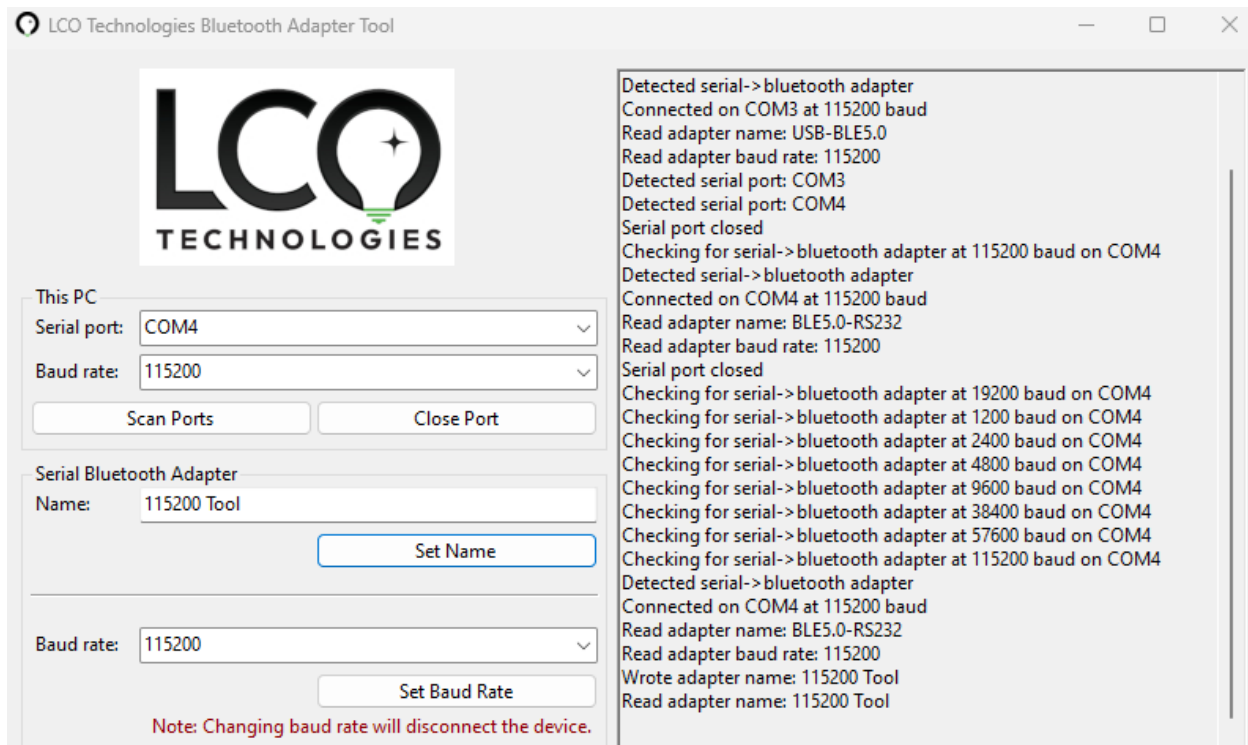 LCO Technologies Bluetooth Adapter Tool
LCO
TECHNOLOGIES
This PC
Serial port: COM4
Baud rate: 115200
Scan Ports Close Port
Serial Bluetooth Adapter
Name: 115200 Tool
Set Name
Baud rate: 115200
Set Baud Rate
Note: Changing baud rate will disconnect the device.
Detected serial->bluetooth adapter
Connected on COM3 at 115200 baud
Read adapter name: USB-BLE5.0
Read adapter baud rate: 115200
Detected serial port: COM3
Detected serial port: COM4
Serial port closed
Checking for serial->bluetooth adapter at 115200 baud on COM4
Detected serial->bluetooth adapter
Connected on COM4 at 115200 baud
Read adapter name: BLE5.0-RS232
Read adapter baud rate: 115200
Serial port closed
Checking for serial->bluetooth adapter at 19200 baud on COM4
Checking for serial->bluetooth adapter at 1200 baud on COM4
Checking for serial->bluetooth adapter at 2400 baud on COM4
Checking for serial->bluetooth adapter at 4800 baud on COM4
Checking for serial->bluetooth adapter at 9600 baud on COM4
Checking for serial->bluetooth adapter at 38400 baud on COM4
Checking for serial->bluetooth adapter at 57600 baud on COM4
Checking for serial->bluetooth adapter at 115200 baud on COM4
Detected serial->bluetooth adapter
Connected on COM4 at 115200 baud
Read adapter name: BLE5.0-RS232
Read adapter baud rate: 115200
Wrote adapter name: 115200 Tool
Read adapter name: 115200 Tool